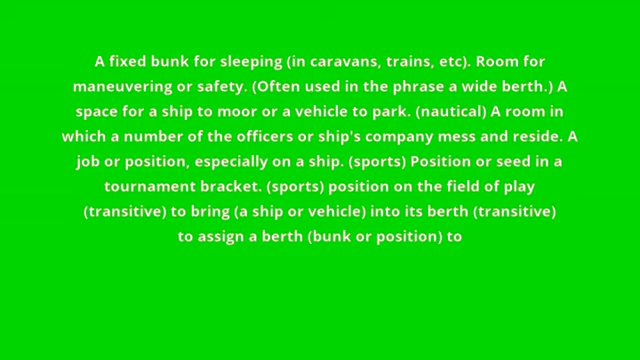 A fixed bunk for sleeping (in caravans, trains, etc). Room for
maneuvering or safety. (Often used in the phrase a wide berth.) A
space for a ship to moor or a vehicle to park. (nautical) A room in
which a number of the officers or ship's company mess and reside. A
job or position, especially on a ship. (sports) Position or seed in a
tournament bracket. (sports) position on the field of play
(transitive) to bring (a ship or vehicle) into its berth (transitive)
to assign a berth (bunk or position) to